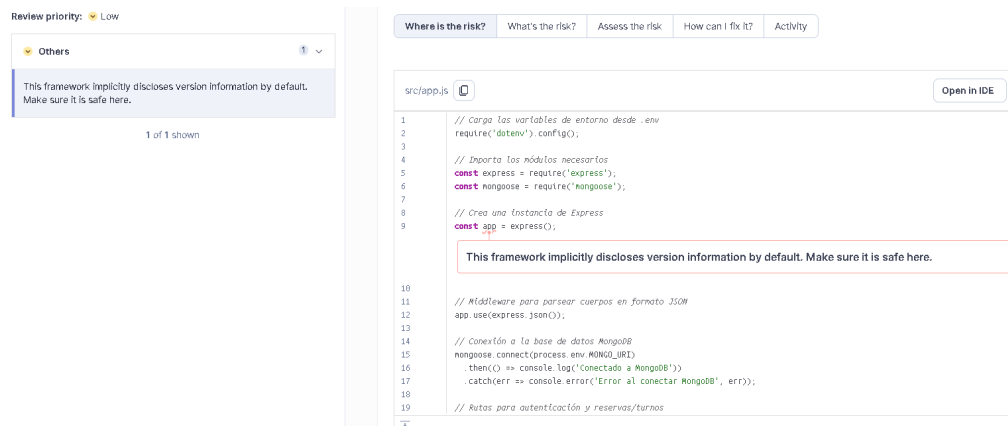 Review priority: Low
Others 1
This framework implicitly discloses version information by default.
Make sure it is safe here.
1 of 1 shown
Where is the risk? What's the risk? Assess the risk How can I fix it? Activity
src/app.js Open in IDE
1 // Carga las variables de entorno desde .env
2 require('dotenv').config();
3
4 // Importa los módulos necesarios
5 const express = require('express');
6 const mongoose = require('mongoose');
7
8 // Crea una instancia de Express
9 const app = express();
This framework implicitly discloses version information by default. Make sure it is safe here.
10
11 // Middleware para parsear cuerpos en formato JSON
12 app.use(express.json());
13
14 // Conexión a la base de datos MongoDB
15 mongoose.connect(process.env.MONGO_URI)
16 .then(() => console.log('Conectado a MongoDB'))
17 .catch(err => console.error('Error al conectar MongoDB', err));
18
19 // Rutas para autenticación y reservas/turnos